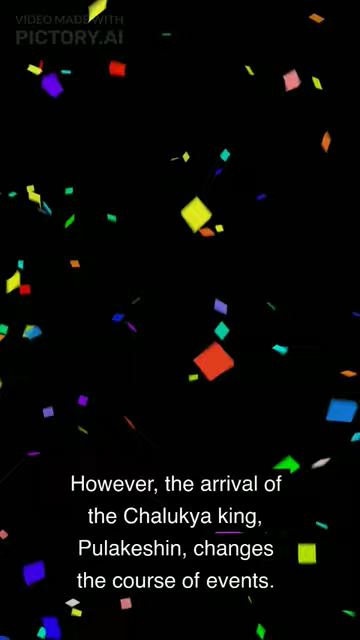 VIDEO MADE WITH
PICTORY.AI
However, the arrival of
the Chalukya king,
Pulakeshin, changes
the course of events.